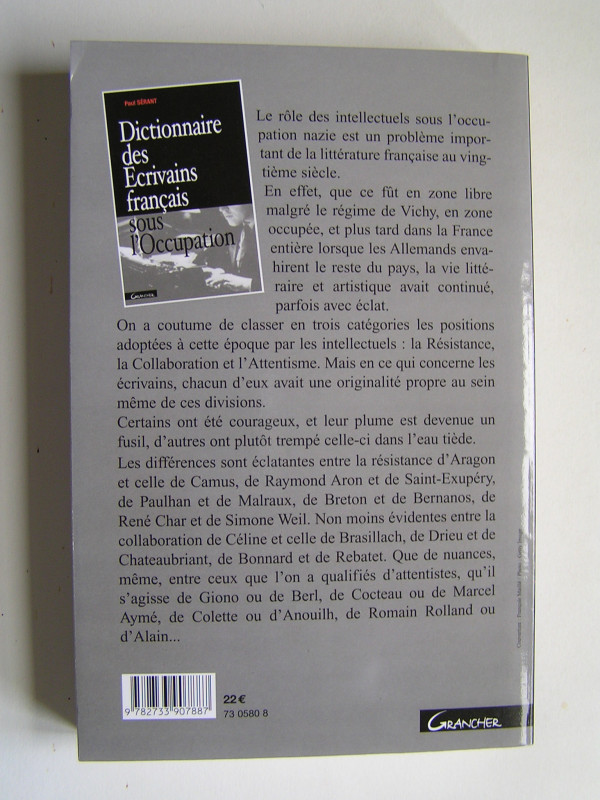 Paul SÉRANT
Dictionnaire
des
Écrivains
français
sous
l'Occupation
GRANCHER
Le rôle des intellectuels sous l'occu-
pation nazie est un problème impor-
tant de la littérature française au ving-
tième siècle.
En effet, que ce fût en zone libre
malgré le régime de Vichy, en zone
occupée, et plus tard dans la France
entière lorsque les Allemands enva-
hirent le reste du pays, la vie litté-
raire et artistique avait continué,
parfois avec éclat.
On a coutume de classer en trois catégories les positions
adoptées à cette époque par les intellectuels : la Résistance,
la Collaboration et l'Attentisme. Mais en ce qui concerne les
écrivains, chacun d'eux avait une originalité propre au sein
même de ces divisions.
Certains ont été courageux, et leur plume est devenue un
fusil, d'autres ont plutôt trempé celle-ci dans l'eau tiède.
Les différences sont éclatantes entre la résistance d'Aragon
et celle de Camus, de Raymond Aron et de Saint-Exupéry,
de Paulhan et de Malraux, de Breton et de Bernanos, de
René Char et de Simone Weil. Non moins évidentes entre la
collaboration de Céline et celle de Brasillach, de Drieu et de
Chateaubriant, de Bonnard et de Rebatet. Que de nuances,
même, entre ceux que l'on a qualifiés d'attentistes, qu'il
s'agisse de Giono ou de Berl, de Cocteau ou de Marcel
Aymé, de Colette ou d'Anouilh, de Romain Rolland ou
d'Alain...
9 782733 907887
22 €
73 0580 8
GRANCHER